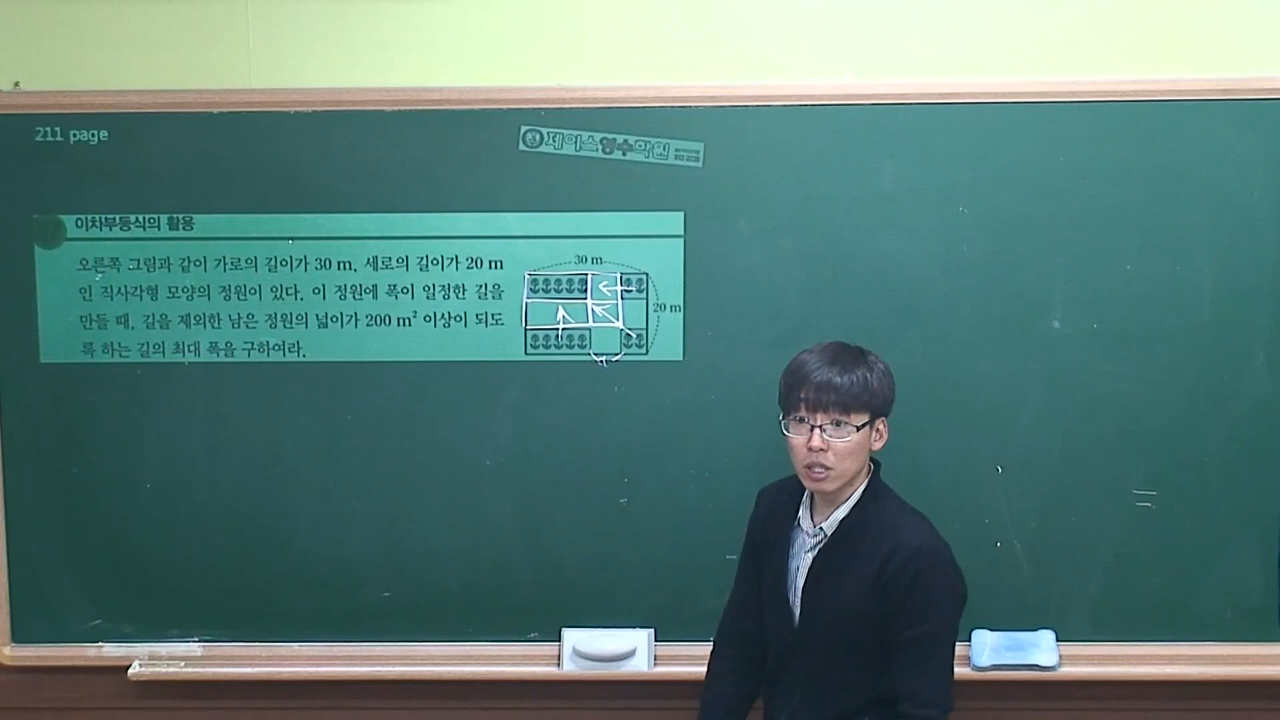 211 page
제이스영수학원
이차부등식의 활용
오른쪽 그림과 같이 가로의 길이가 30 m, 세로의 길이가 20 m
인 직사각형 모양의 정원이 있다. 이 정원에 폭이 일정한 길을
만들 때, 길을 제외한 남은 정원의 넓이가 200 m² 이상이 되도
록 하는 길의 최대 폭을 구하여라.
30 m
20 m